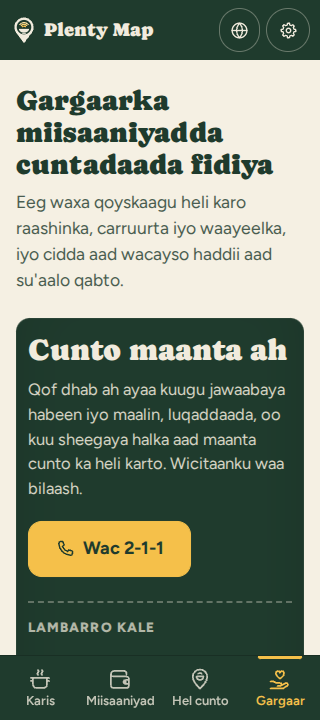 Plenty Map
Gargaarka
miisaaniyadda
cuntadaada fidiya
Eeg waxa qoyskaagu heli karo
raashinka, carruurta iyo waayeelka,
iyo cidda aad wacayso haddii aad
su'aalo qabto.
Cunto maanta ah
Qof dhab ah ayaa kuugu jawaabaya
habeen iyo maalin, luqaddaada, oo
kuu sheegaya halka aad maanta
cunto ka heli karto. Wicitaanku waa
bilaash.
Wac 2-1-1
LAMBARRO KALE
Karis
Miisaaniyad
Hel cunto
Gargaar